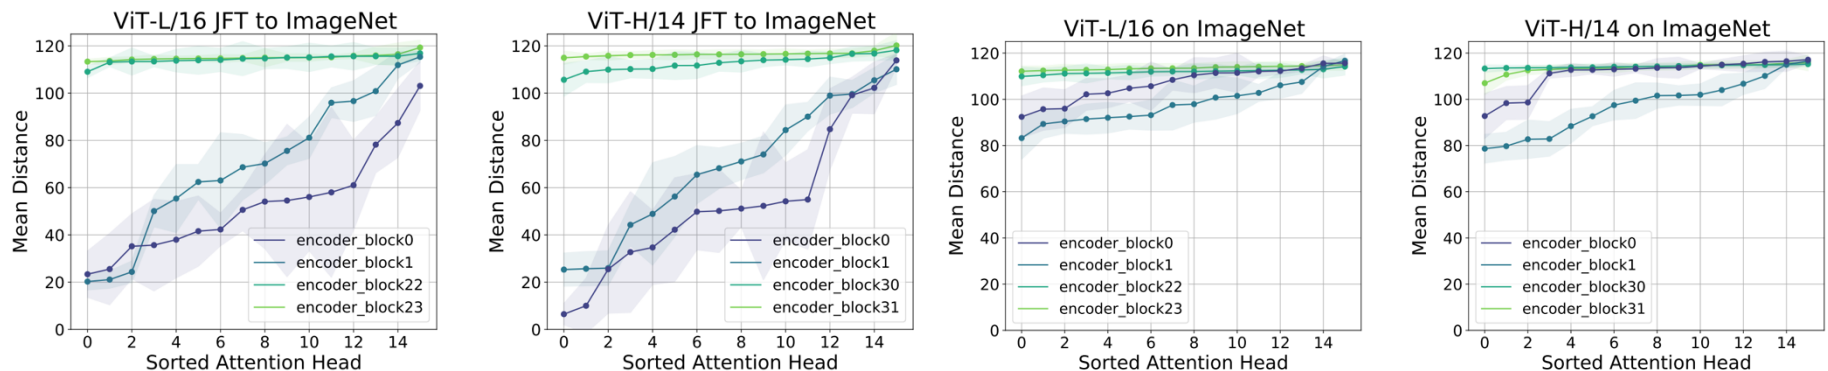 ViT-L/16 JFT to ImageNet
120
100
80
60
40
20
0
Mean Distance
encoder_block0
encoder_block1
encoder_block22
encoder_block23
0 2 4 6 8 10 12 14
Sorted Attention Head
ViT-H/14 JFT to ImageNet
120
100
80
60
40
20
0
Mean Distance
encoder_block0
encoder_block1
encoder_block30
encoder_block31
0 2 4 6 8 10 12 14
Sorted Attention Head
ViT-L/16 on ImageNet
120
100
80
60
40
20
0
Mean Distance
encoder_block0
encoder_block1
encoder_block22
encoder_block23
0 2 4 6 8 10 12 14
Sorted Attention Head
ViT-H/14 on ImageNet
120
100
80
60
40
20
0
Mean Distance
encoder_block0
encoder_block1
encoder_block30
encoder_block31
0 2 4 6 8 10 12 14
Sorted Attention Head